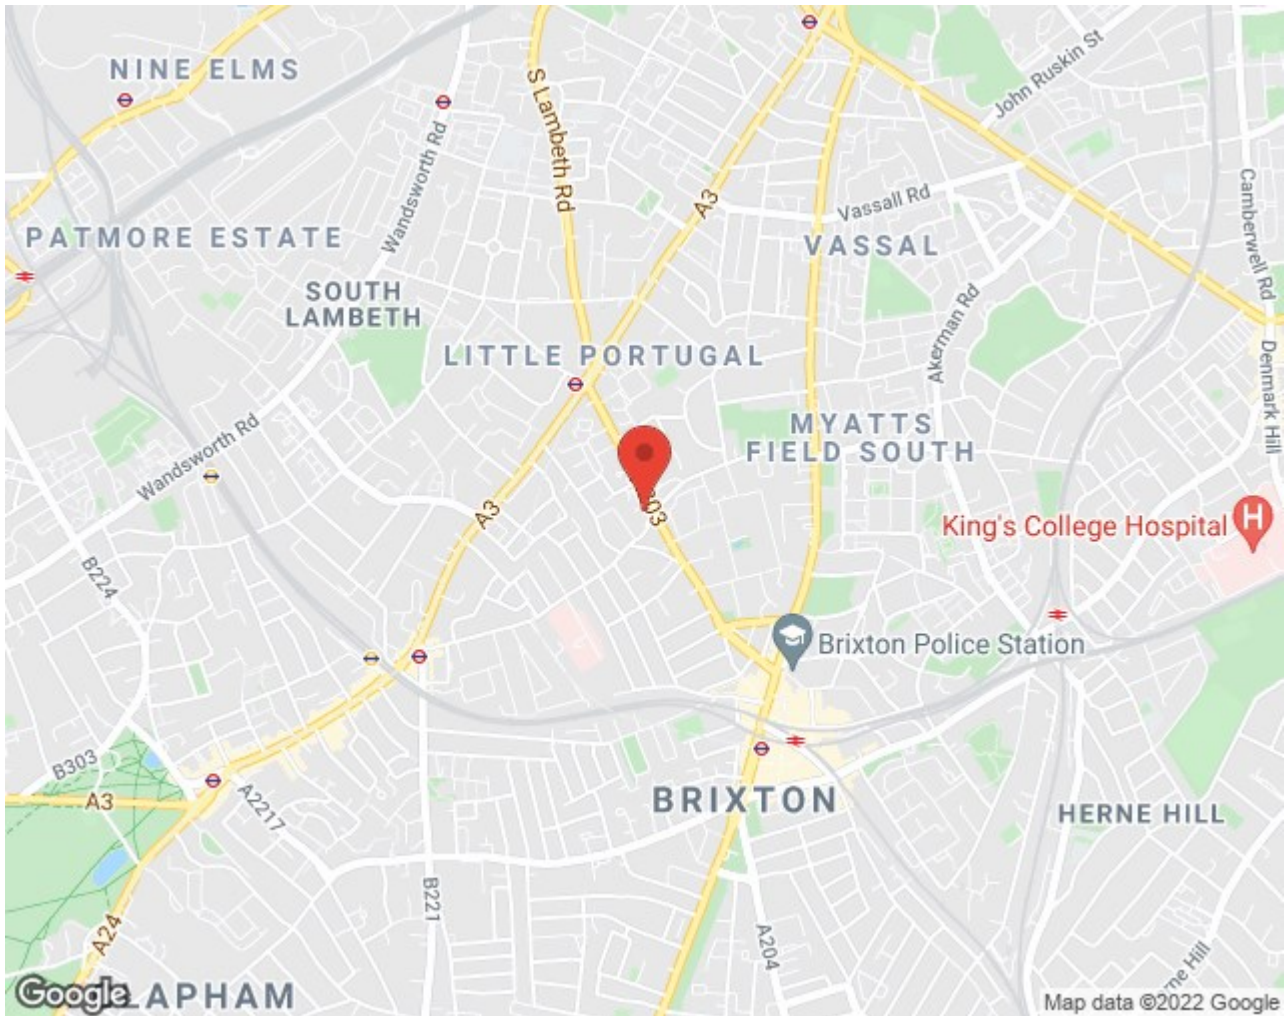 NINE ELMS
S Lambeth Rd
John Ruskin St
Wandsworth Rd
A3
Vassall Rd
Camberwell Rd
PATMORE ESTATE
VASSAL
SOUTH
LAMBETH
LITTLE PORTUGAL
Akerman Rd
Denmark Hill
MYATTS
FIELD SOUTH
Wandsworth Rd
A3
King's College Hospital
H
B224
Brixton Police Station
B303
A3
A2217
BRIXTON
HERNE HILL
B221
A24
A204
Google
Map data ©2022 Google